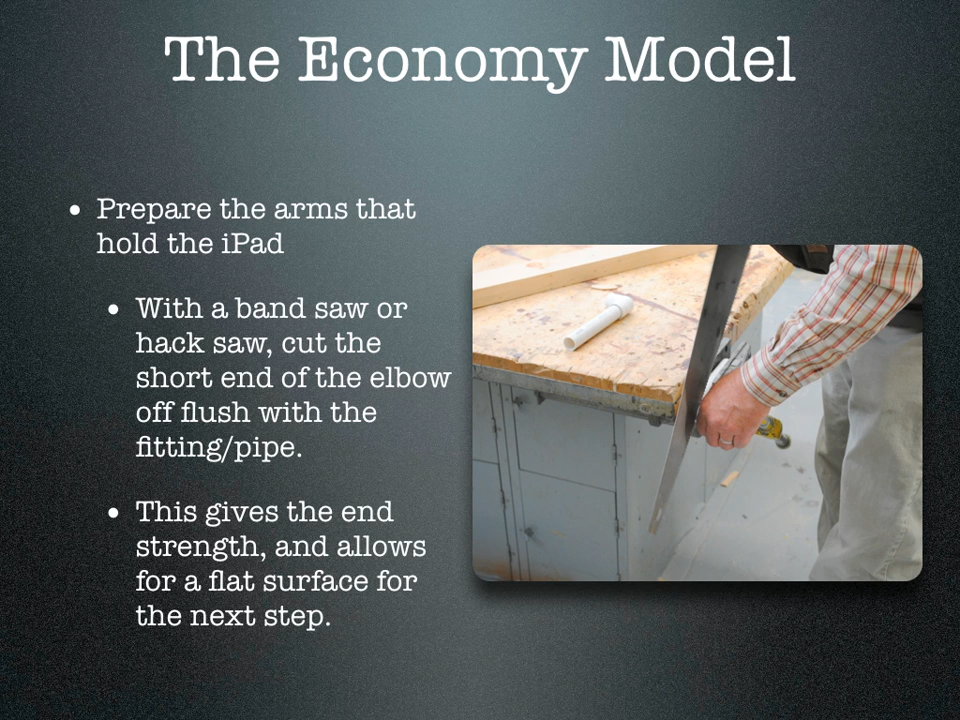 The Economy Model
• Prepare the arms that
hold the iPad
• With a band saw or
hack saw, cut the
short end of the elbow
off flush with the
fitting/pipe.
• This gives the end
strength, and allows
for a flat surface for
the next step.